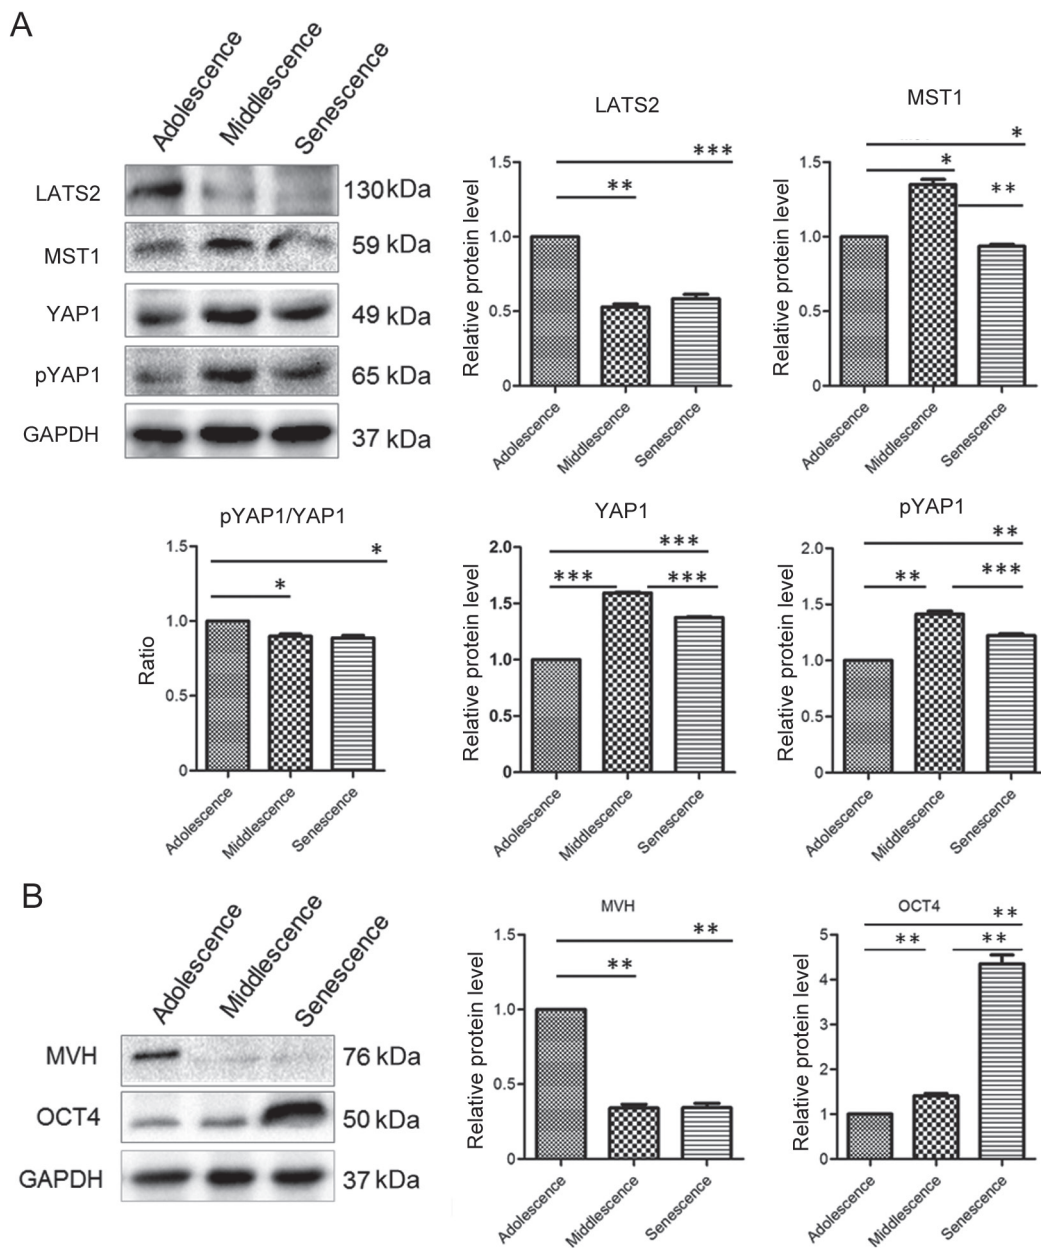 A
Adolescence
Middlescence
Senescence
LATS2
130 kDa
MST1
59 kDa
YAP1
49 kDa
pYAP1
65 kDa
GAPDH
37 kDa
LATS2
Relative protein level
1.5
1.0
0.5
0
***
**
Adolescence
Middlescence
Senescence
MST1
Relative protein level
1.5
1.0
0.5
0
*
*
**
Adolescence
Middlescence
Senescence
pYAP1/YAP1
Ratio
1.5
1.0
0.5
0
*
*
Adolescence
Middlescence
Senescence
YAP1
Relative protein level
2.0
1.5
1.0
0.5
0
***
***
***
Adolescence
Middlescence
Senescence
pYAP1
Relative protein level
2.0
1.5
1.0
0.5
0
**
**
***
Adolescence
Middlescence
Senescence
B
Adolescence
Middlescence
Senescence
MVH
76 kDa
OCT4
50 kDa
GAPDH
37 kDa
MVH
Relative protein level
1.5
1.0
0.5
0
**
**
Adolescence
Middlescence
Senescence
OCT4
Relative protein level
5
4
3
2
1
0
**
**
**
Adolescence
Middlescence
Senescence